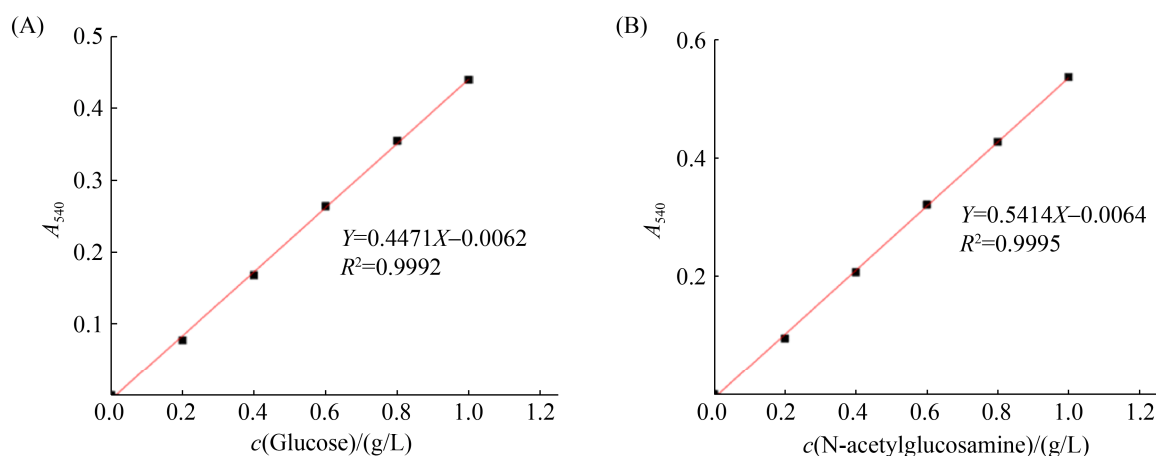 (A)
0.5
0.4
0.3
0.2
0.1
A540
Y=0.4471X–0.0062
R²=0.9992
0.0 0.2 0.4 0.6 0.8 1.0 1.2
c(Glucose)/(g/L)
(B)
0.6
0.4
0.2
A540
Y=0.5414X–0.0064
R²=0.9995
0.0 0.2 0.4 0.6 0.8 1.0 1.2
c(N-acetylglucosamine)/(g/L)